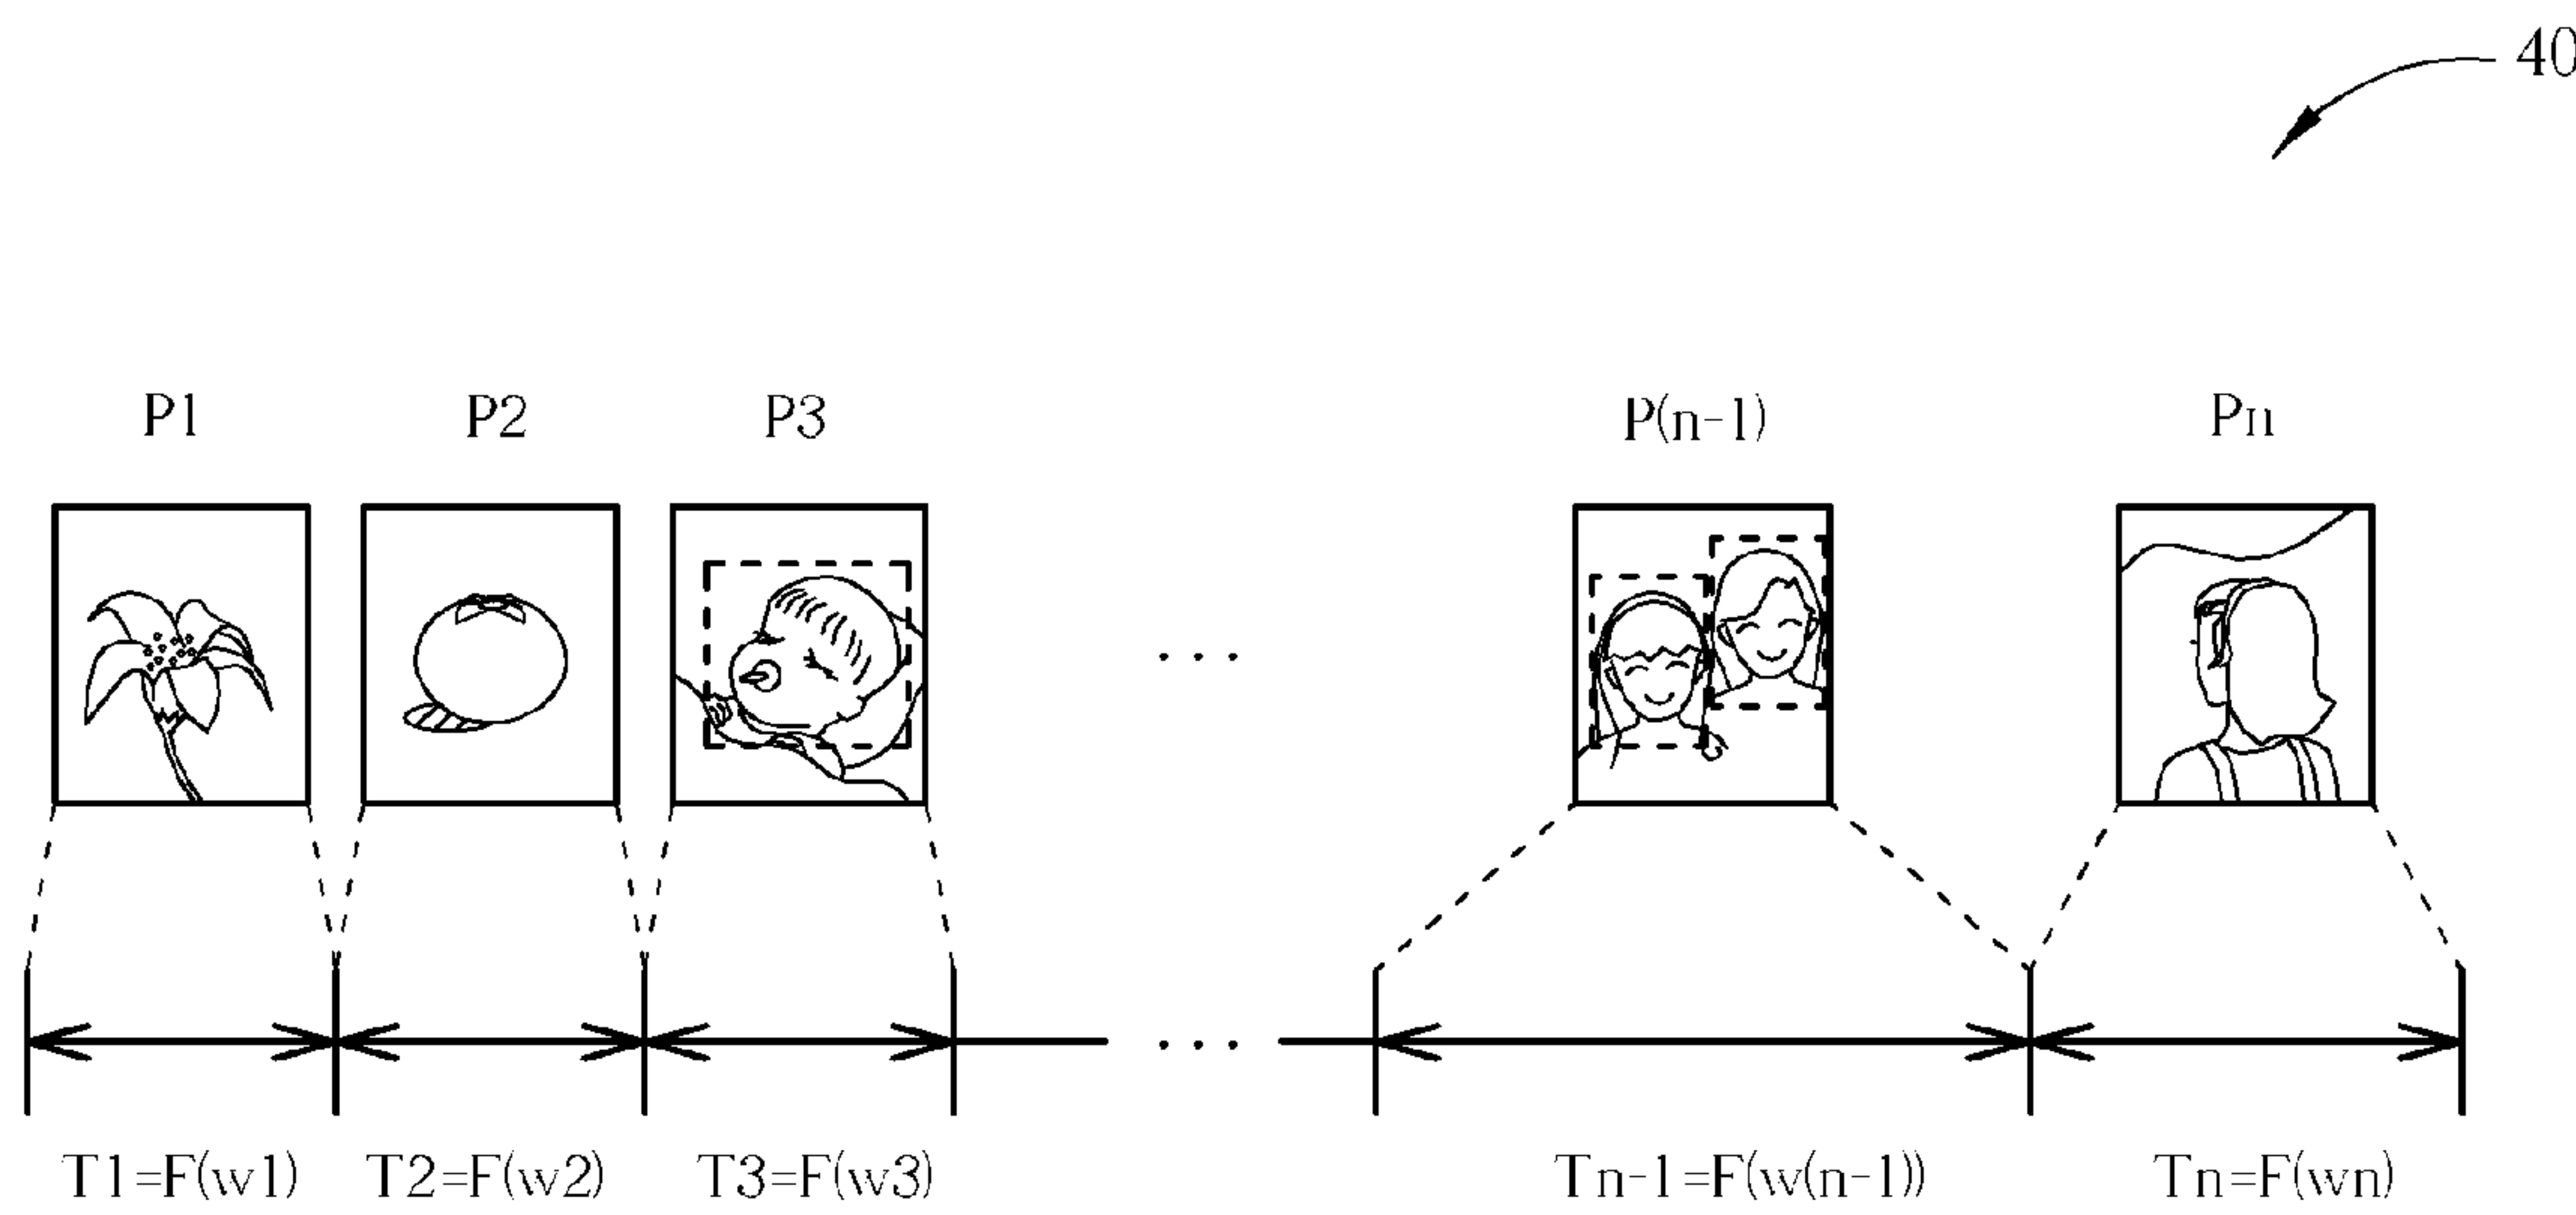 40
P1 P2 P3 P(n-1) Pn
... 
...
T1=F(w1) T2=F(w2) T3=F(w3) Tn-1=F(w(n-1)) Tn=F(wn)